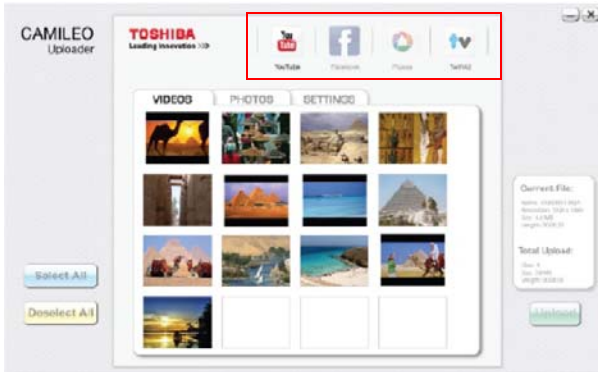 CAMILEO
Uploader
TOSHIBA
Leading Innovation >>>
You
Tube
YouTube
Facebook
Picasa
f
tv
VIDEOS
PHOTOS
SETTINGS
Current File:
Total Upload:
Select All
Deselect All
Upload